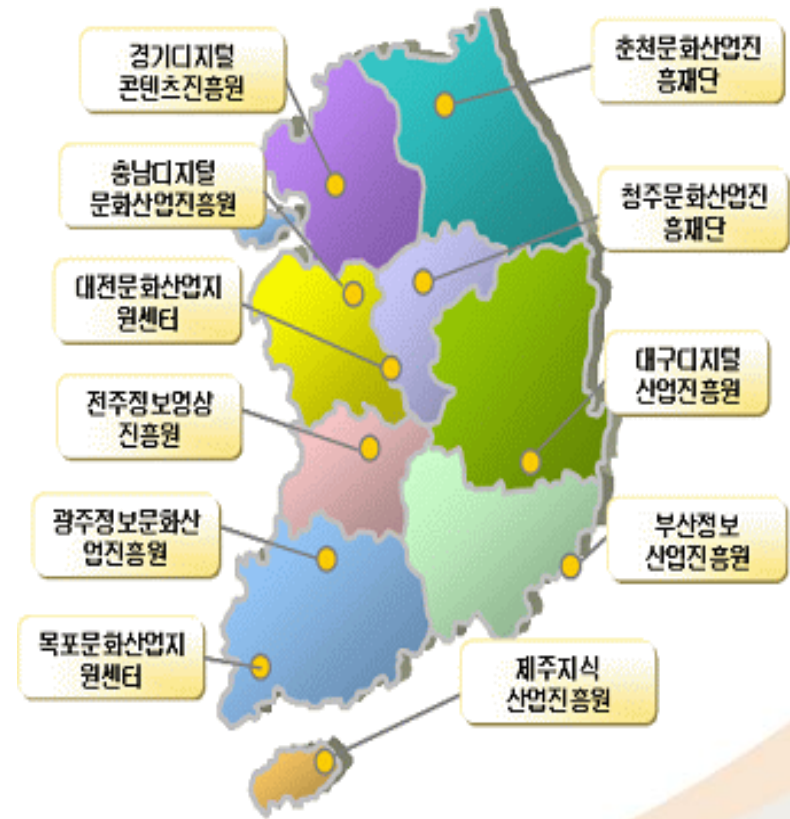 경기디지털
콘텐츠진흥원
춘천문화산업진
흥재단
충남디지털
문화산업진흥원
청주문화산업진
흥재단
대전문화산업지
원센터
대구디지털
산업진흥원
전주정보영상
진흥원
광주정보문화산
업진흥원
부산정보
산업진흥원
목포문화산업지
원센터
제주지식
산업진흥원